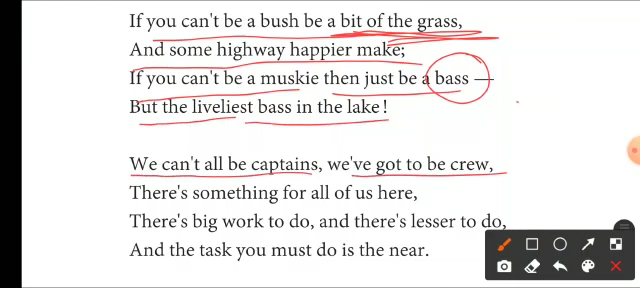 If you can't be a bush be a bit of the grass,
And some highway happier make;
If you can't be a muskie then just be a bass —
But the liveliest bass in the lake!
We can't all be captains, we've got to be crew,
There's something for all of us here,
There's big work to do, and there's lesser to do,
And the task you must do is the near.